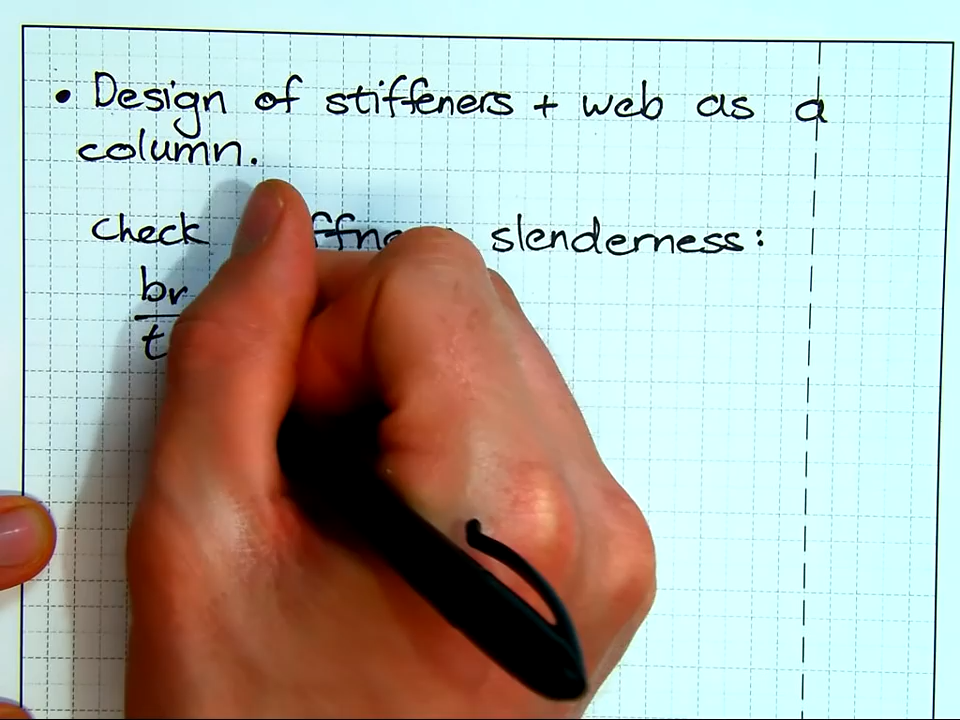 • Design of stiffeners + web as a
column.
check slenderness:
br
t